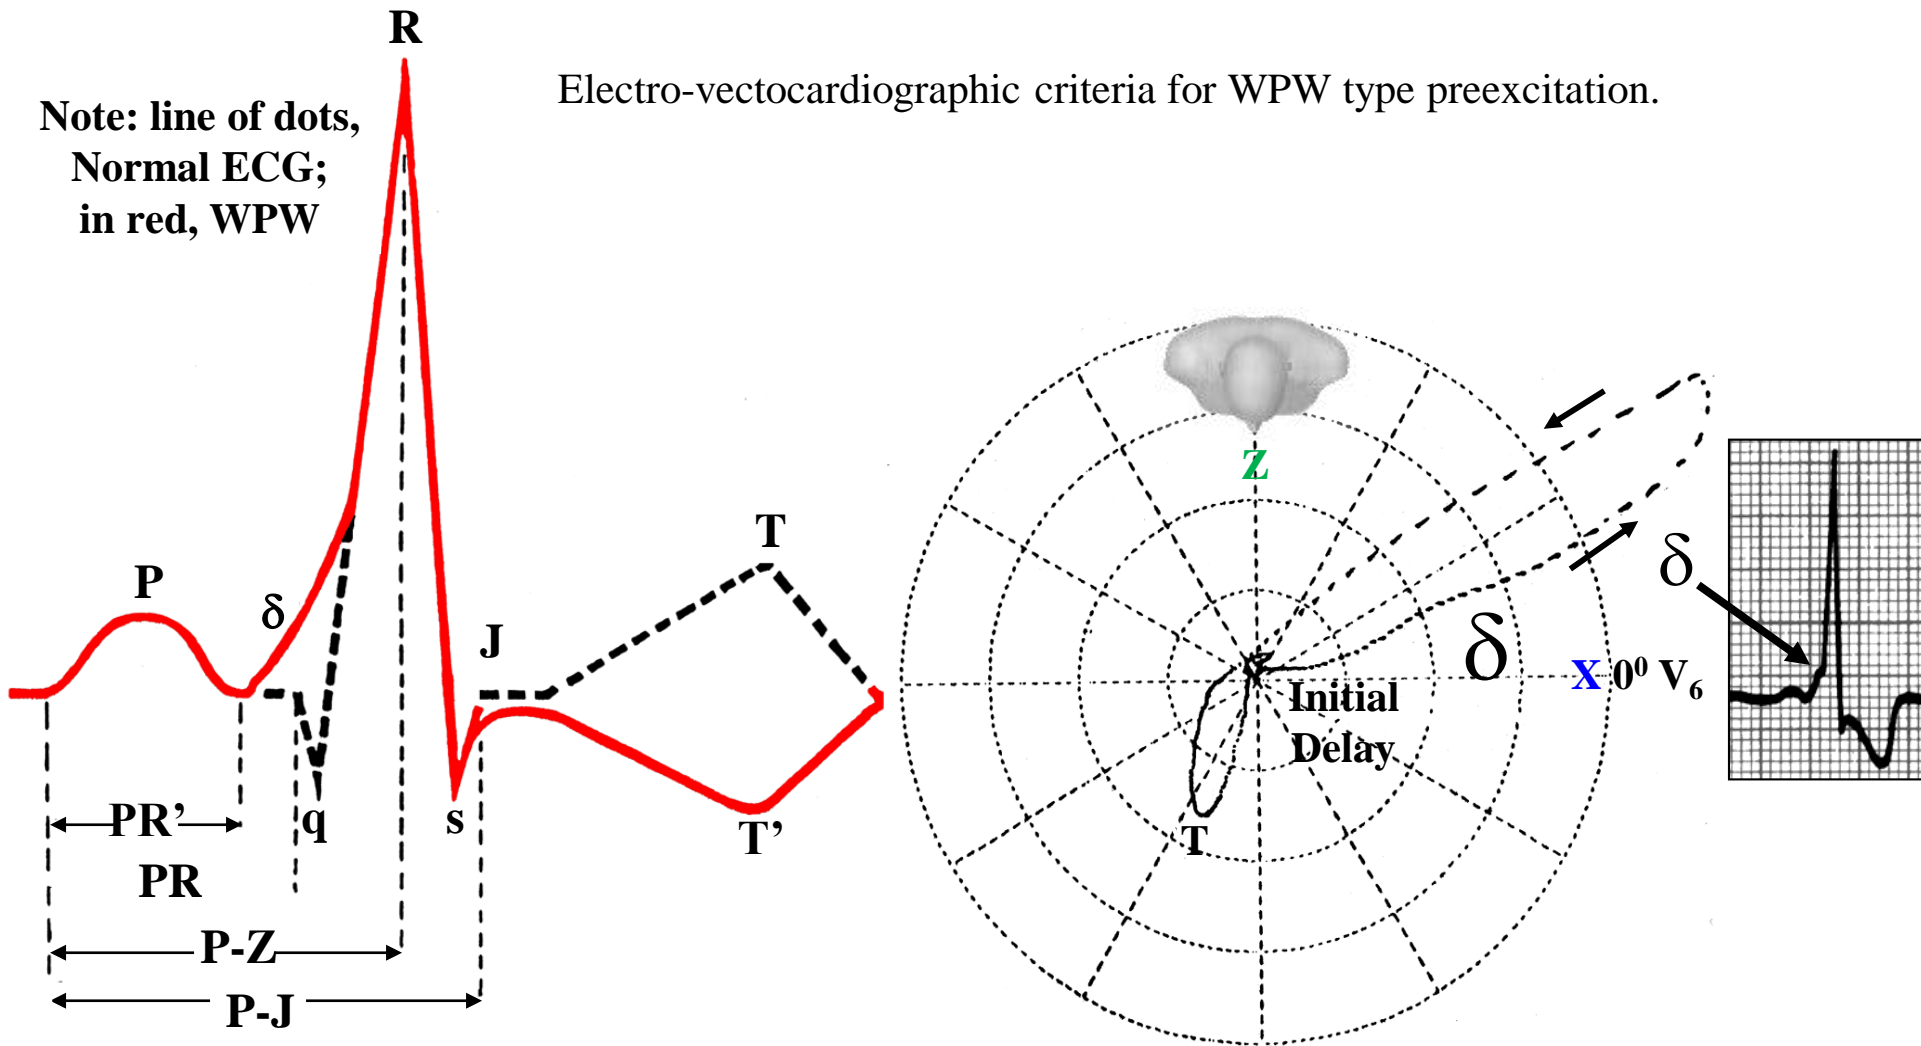 Electro-vectocardiographic criteria for WPW type preexcitation.
Note: line of dots,
Normal ECG;
in red, WPW
R
P
δ
J
T
PR’
q
s
T’
PR
P-Z
P-J
Z
δ
δ
X 0⁰ V₆
Initial
Delay
T